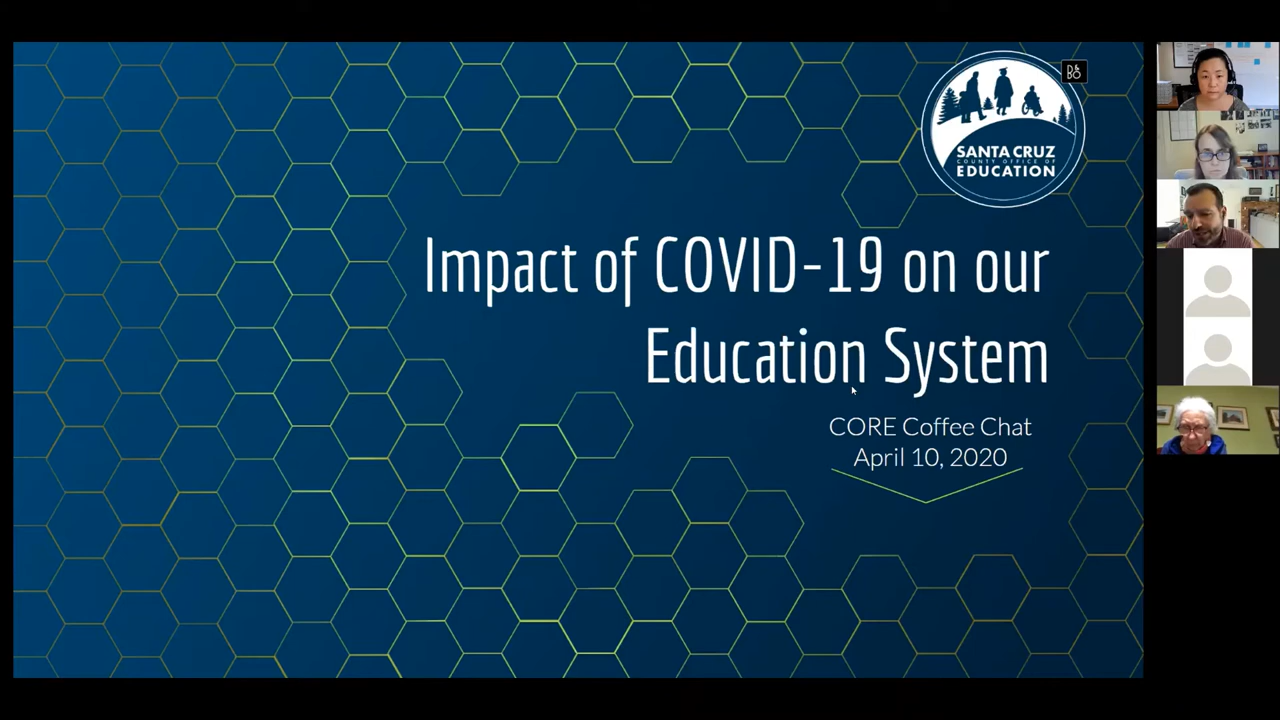 SANTA CRUZ
COUNTY OFFICE OF
EDUCATION
Impact of COVID-19 on our
Education System
CORE Coffee Chat
April 10, 2020